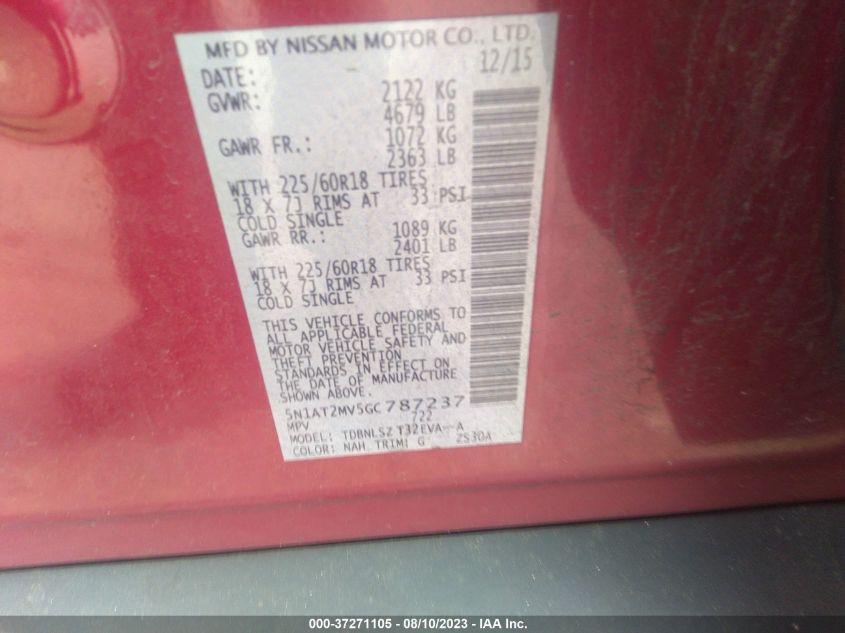 MFD BY NISSAN MOTOR CO., LTD.
DATE: 12/15
GVWR: 2122 KG
4679 LB
GAWR FR.: 1072 KG
2363 LB
WITH 225/60R18 TIRES
18 X 7J RIMS AT 33 PSI
COLD SINGLE
GAWR RR.: 1089 KG
2401 LB
WITH 225/60R18 TIRES
18 X 7J RIMS AT 33 PSI
COLD SINGLE
THIS VEHICLE CONFORMS TO
ALL APPLICABLE FEDERAL
MOTOR VEHICLE SAFETY AND
THEFT PREVENTION
STANDARDS IN EFFECT ON
THE DATE OF MANUFACTURE
SHOWN ABOVE.
5N1AT2MV5GC787237
MPV 722
MODEL: TDBNLSZ T32EVA--A
COLOR: NAH TRIM: G ZS30A
000-37271105 - 08/10/2023 - IAA Inc.